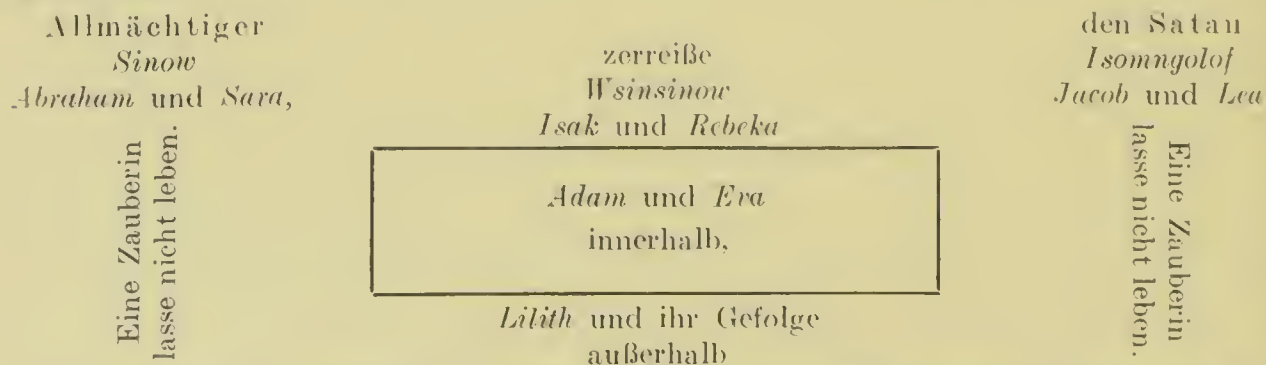 Allmächtiger
Sinow
Abraham und Sara,
Eine Zauberin
lasse nicht leben.
zerreiße
Wsinsinow
Isak und Rebeka
Adam und Eva
innerhalb,
Lilith und ihr Gefolge
außerhalb
den Satan
Isomngolof
Jacob und Lea
Eine Zauberin
lasse nicht leben.